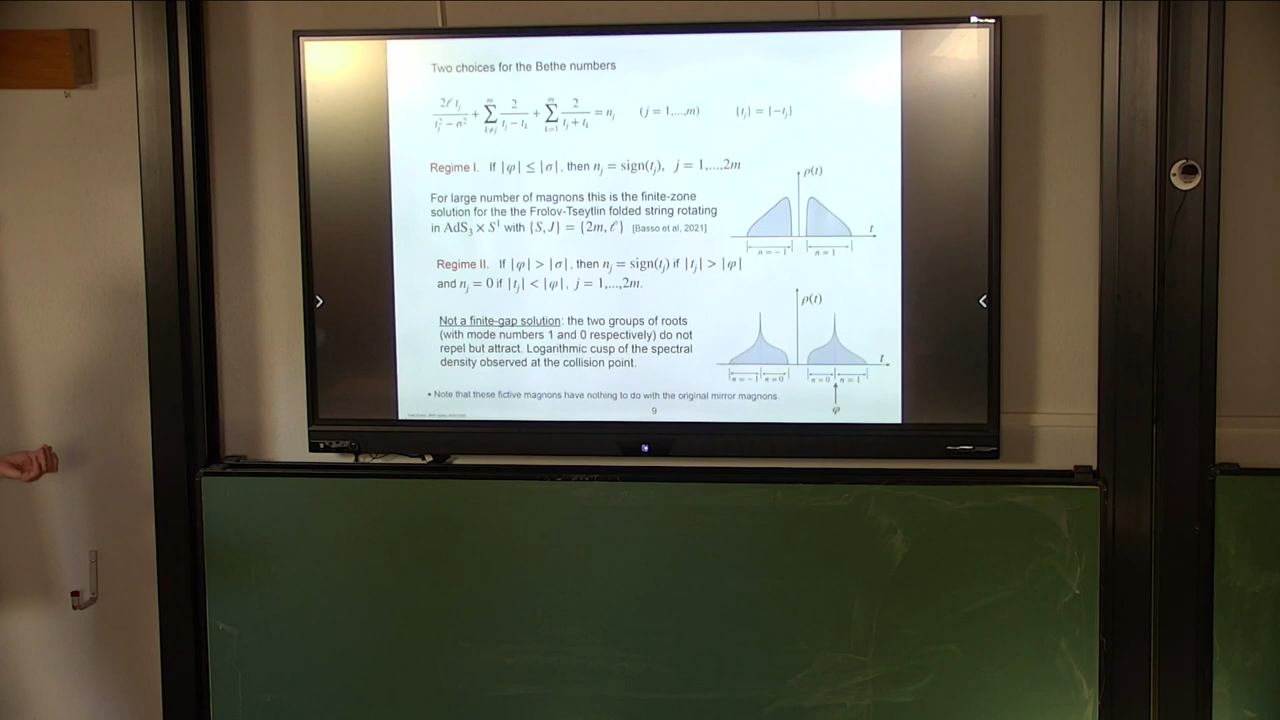 Two choices for the Bethe numbers
2ℓ t_j / (t_j² − σ²) + ∑_{k≠j}^{m} 2 / (t_j − t_k) + ∑_{k=1}^{m} 2 / (t_j + t_k) = n_j (j = 1,...,m) {t_j} = {−t_j}
Regime I. If |φ| ≤ |σ|, then n_j = sign(t_j), j = 1,...,2m
For large number of magnons this is the finite-zone
solution for the the Frolov-Tseytlin folded string rotating
in AdS₃ × S¹ with {S, J} = {2m, ℓ} [Basso et al, 2021]
ρ(t)
t
n = −1
n = 1
Regime II. If |φ| > |σ|, then n_j = sign(t_j) if |t_j| > |φ|
and n_j = 0 if |t_j| < |φ|, j = 1,...,2m.
Not a finite-gap solution: the two groups of roots
(with mode numbers 1 and 0 respectively) do not
repel but attract. Logarithmic cusp of the spectral
density observed at the collision point.
ρ(t)
t
n = −1
n = 0
n = 0
n = 1
φ
• Note that these fictive magnons have nothing to do with the original mirror magnons.
9